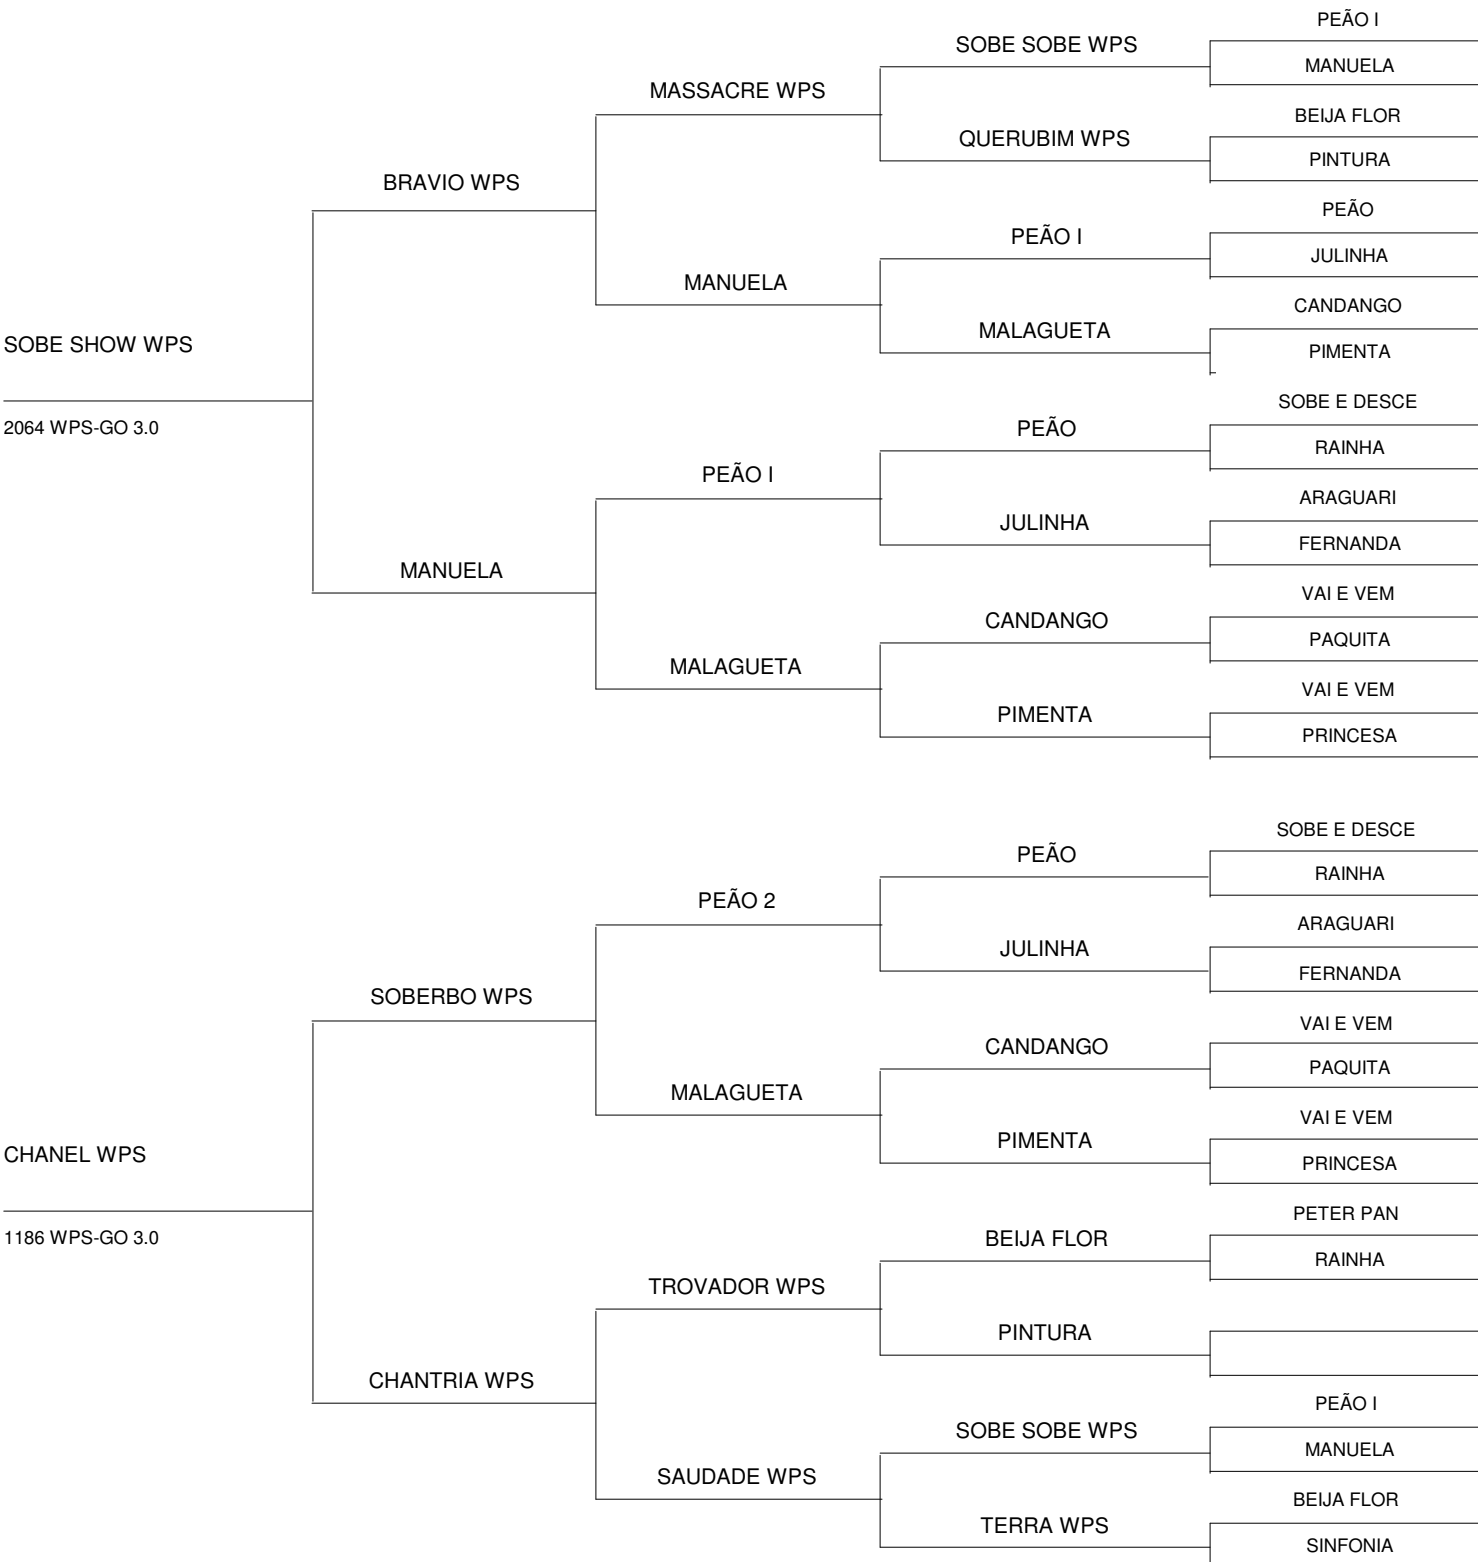 PEÃO I
SOBE SOBE WPS
MANUELA
MASSACRE WPS
BEIJA FLOR
QUERUBIM WPS
PINTURA
BRAVIO WPS
PEÃO
PEÃO I
JULINHA
MANUELA
CANDANGO
MALAGUETA
PIMENTA
SOBE SHOW WPS
2064 WPS-GO 3.0
SOBE E DESCE
PEÃO
RAINHA
PEÃO I
ARAGUARI
JULINHA
FERNANDA
MANUELA
VAI E VEM
CANDANGO
PAQUITA
MALAGUETA
VAI E VEM
PIMENTA
PRINCESA
SOBE E DESCE
PEÃO
RAINHA
PEÃO 2
ARAGUARI
JULINHA
FERNANDA
SOBERBO WPS
VAI E VEM
CANDANGO
PAQUITA
MALAGUETA
VAI E VEM
PIMENTA
PRINCESA
CHANEL WPS
1186 WPS-GO 3.0
PETER PAN
BEIJA FLOR
RAINHA
TROVADOR WPS
PINTURA
CHANTRIA WPS
PEÃO I
SOBE SOBE WPS
MANUELA
SAUDADE WPS
BEIJA FLOR
TERRA WPS
SINFONIA